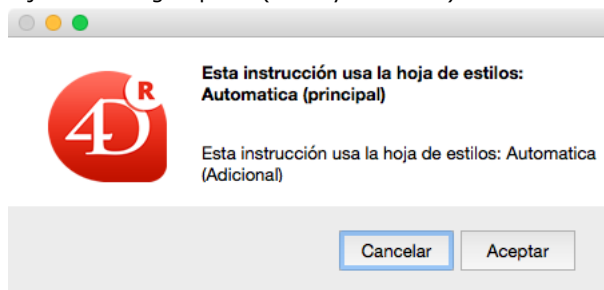 Esta instrucción usa la hoja de estilos:
Automatica (principal)
4D
R
Esta instrucción usa la hoja de estilos: Automatica
(Adicional)
Cancelar
Aceptar